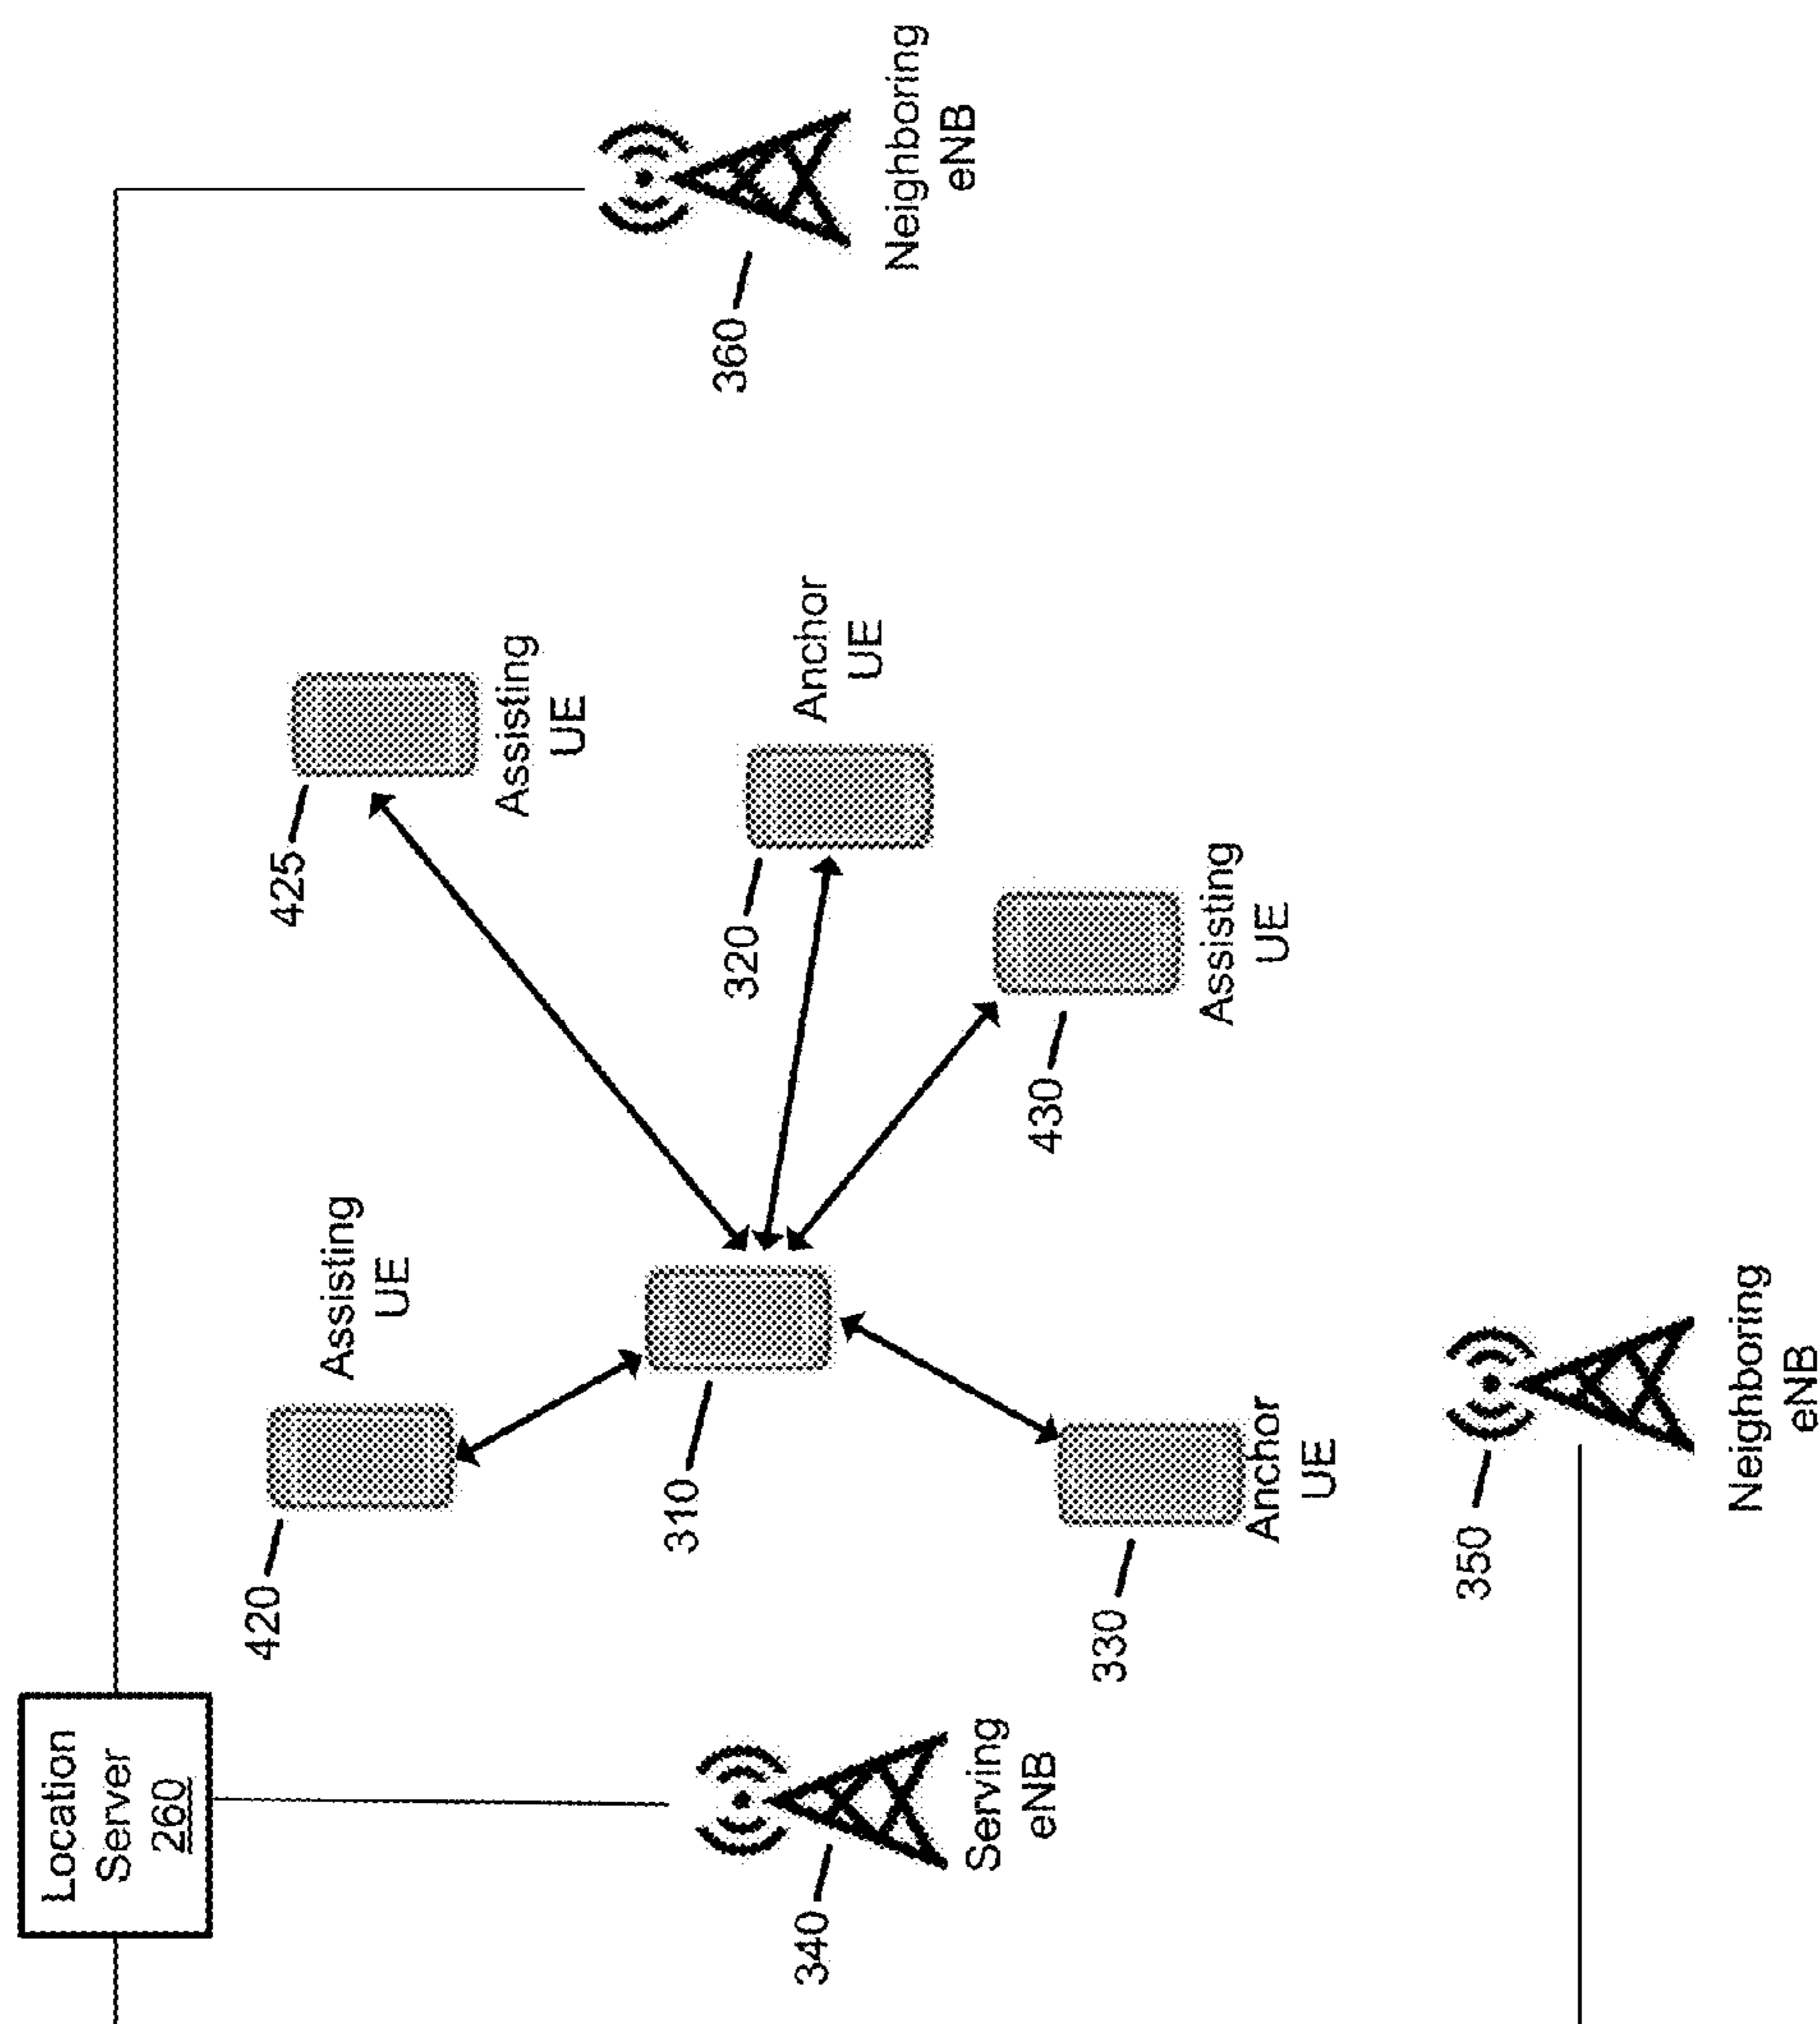 Location
Server
260
420
Assisting
UE
425
Assisting
UE
340
Serving
eNB
310
320
Anchor
UE
360
Neighboring
eNB
430
Assisting
UE
330
Anchor
UE
350
Neighboring
eNB